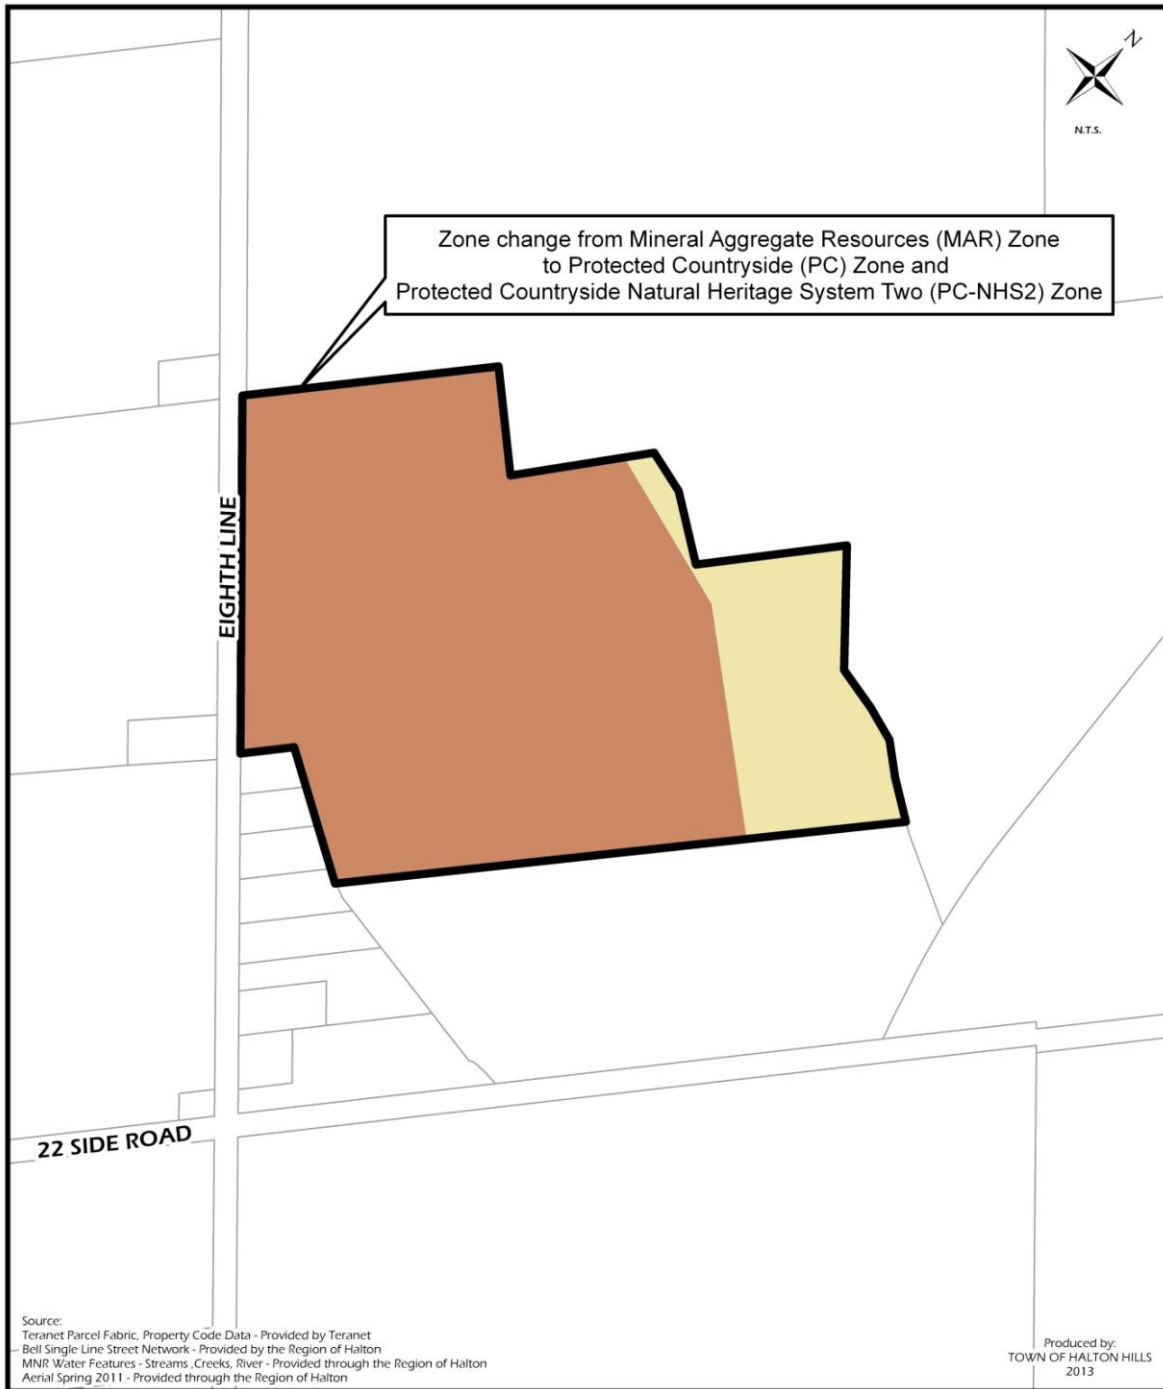 N
N.T.S.
Zone change from Mineral Aggregate Resources (MAR) Zone
to Protected Countryside (PC) Zone and
Protected Countryside Natural Heritage System Two (PC-NHS2) Zone
EIGHTH LINE
22 SIDE ROAD
Source:
Teranet Parcel Fabric, Property Code Data - Provided by Teranet
Bell Single Line Street Network - Provided by the Region of Halton
MNR Water Features - Streams ,Creeks, River - Provided through the Region of Halton
Aerial Spring 2011 - Provided through the Region of Halton
Produced by:
TOWN OF HALTON HILLS
2013